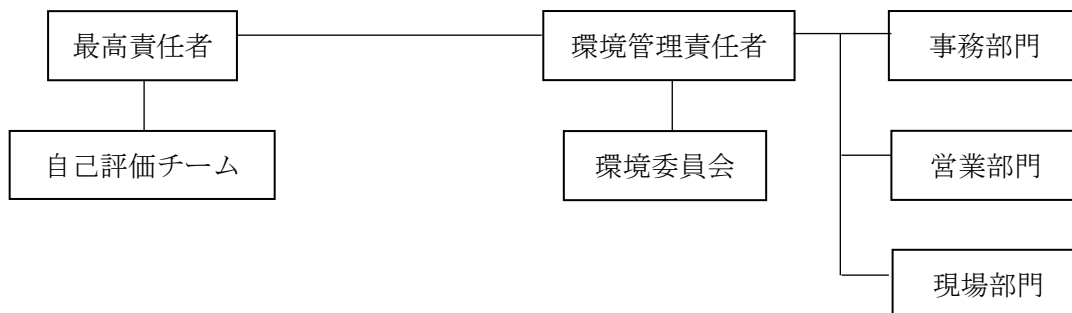 最高責任者
環境管理責任者
事務部門
自己評価チーム
環境委員会
営業部門
現場部門